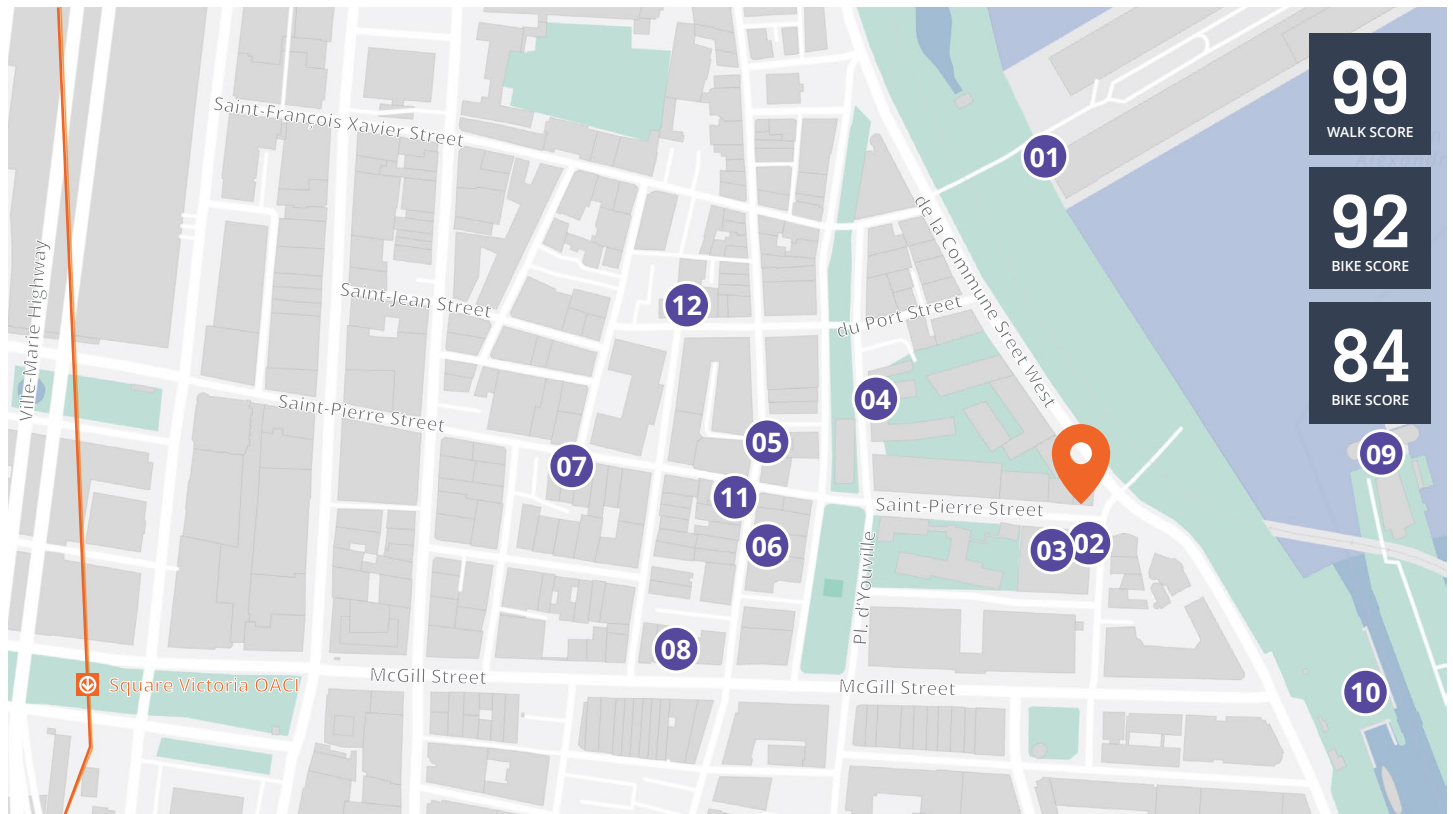 99
WALK SCORE
92
BIKE SCORE
84
BIKE SCORE
Saint-François Xavier Street
01
de la Commune Sreet West
Ville-Marie Highway
Saint-Jean Street
12
du Port Street
04
Saint-Pierre Street
05
07
09
11
Saint-Pierre Street
06
03
02
Pl. d'Youville
08
Square Victoria OACI
McGill Street
McGill Street
10